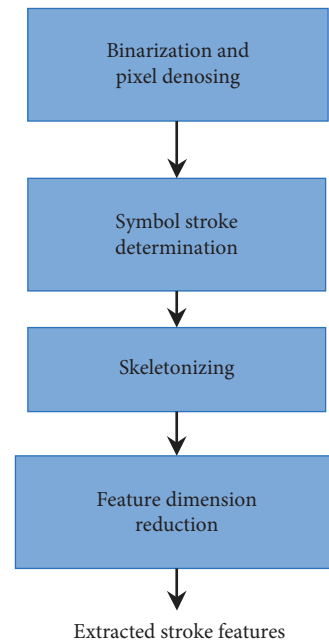 Binarization and
pixel denosing
Symbol stroke
determination
Skeletonizing
Feature dimension
reduction
Extracted stroke features